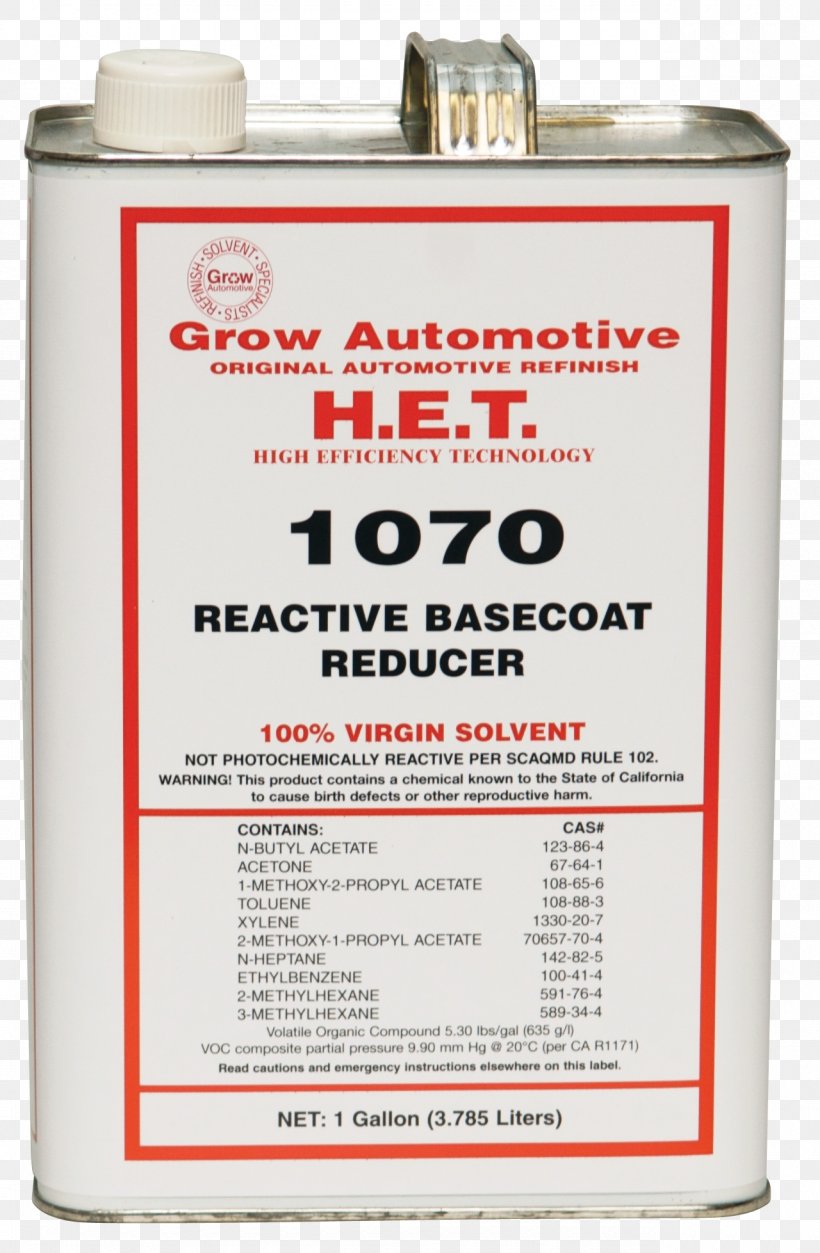 REFINISH · SOLVENT · SPECIALISTS ·
Grow
Automotive
Grow Automotive
ORIGINAL AUTOMOTIVE REFINISH
H.E.T.
HIGH EFFICIENCY TECHNOLOGY
1070
REACTIVE BASECOAT
REDUCER
100% VIRGIN SOLVENT
NOT PHOTOCHEMICALLY REACTIVE PER SCAQMD RULE 102.
WARNING! This product contains a chemical known to the State of California
to cause birth defects or other reproductive harm.
CONTAINS: CAS#
N-BUTYL ACETATE 123-86-4
ACETONE 67-64-1
1-METHOXY-2-PROPYL ACETATE 108-65-6
TOLUENE 108-88-3
XYLENE 1330-20-7
2-METHOXY-1-PROPYL ACETATE 70657-70-4
N-HEPTANE 142-82-5
ETHYLBENZENE 100-41-4
2-METHYLHEXANE 591-76-4
3-METHYLHEXANE 589-34-4
Volatile Organic Compound 5.30 lbs/gal (635 g/l)
VOC composite partial pressure 9.90 mm Hg @ 20°C (per CA R1171)
Read cautions and emergency instructions elsewhere on this label.
NET: 1 Gallon (3.785 Liters)